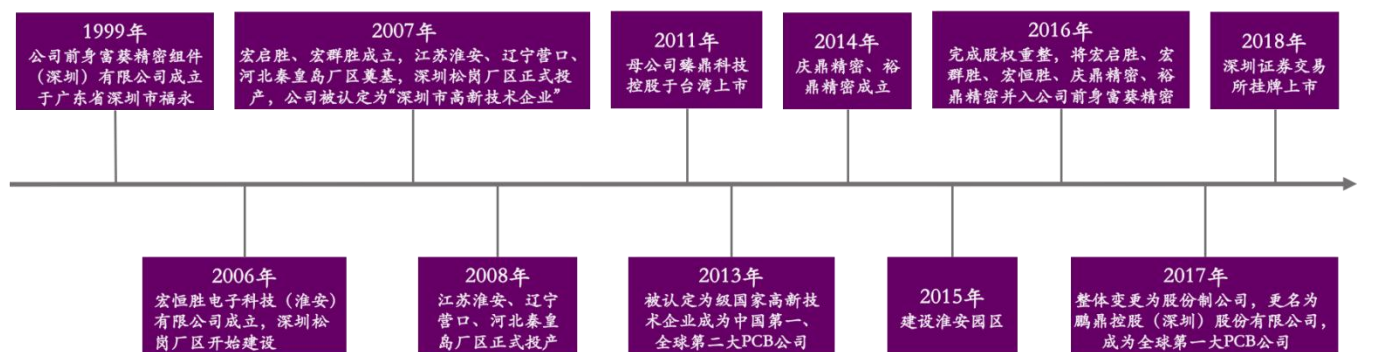 1999年
公司前身富葵精密组件
（深圳）有限公司成立
于广东省深圳市福永
2007年
宏启胜、宏群胜成立，江苏淮安、辽宁营口、
河北秦皇岛厂区奠基，深圳松岗厂区正式投
产，公司被认定为“深圳市高新技术企业”
2011年
母公司臻鼎科技
控股于台湾上市
2014年
庆鼎精密、裕
鼎精密成立
2016年
完成股权重整，将宏启胜、宏
群胜、宏恒胜、庆鼎精密、裕
鼎精密并入公司前身富葵精密
2018年
深圳证券交易
所挂牌上市
2006年
宏恒胜电子科技（淮安）
有限公司成立，深圳松
岗厂区开始建设
2008年
江苏淮安、辽宁
营口、河北秦皇
岛厂区正式投产
2013年
被认定为级国家高新技
术企业成为中国第一、
全球第二大PCB公司
2015年
建设淮安园区
2017年
整体变更为股份制公司，更名为
鹏鼎控股（深圳）股份有限公司，
成为全球第一大PCB公司